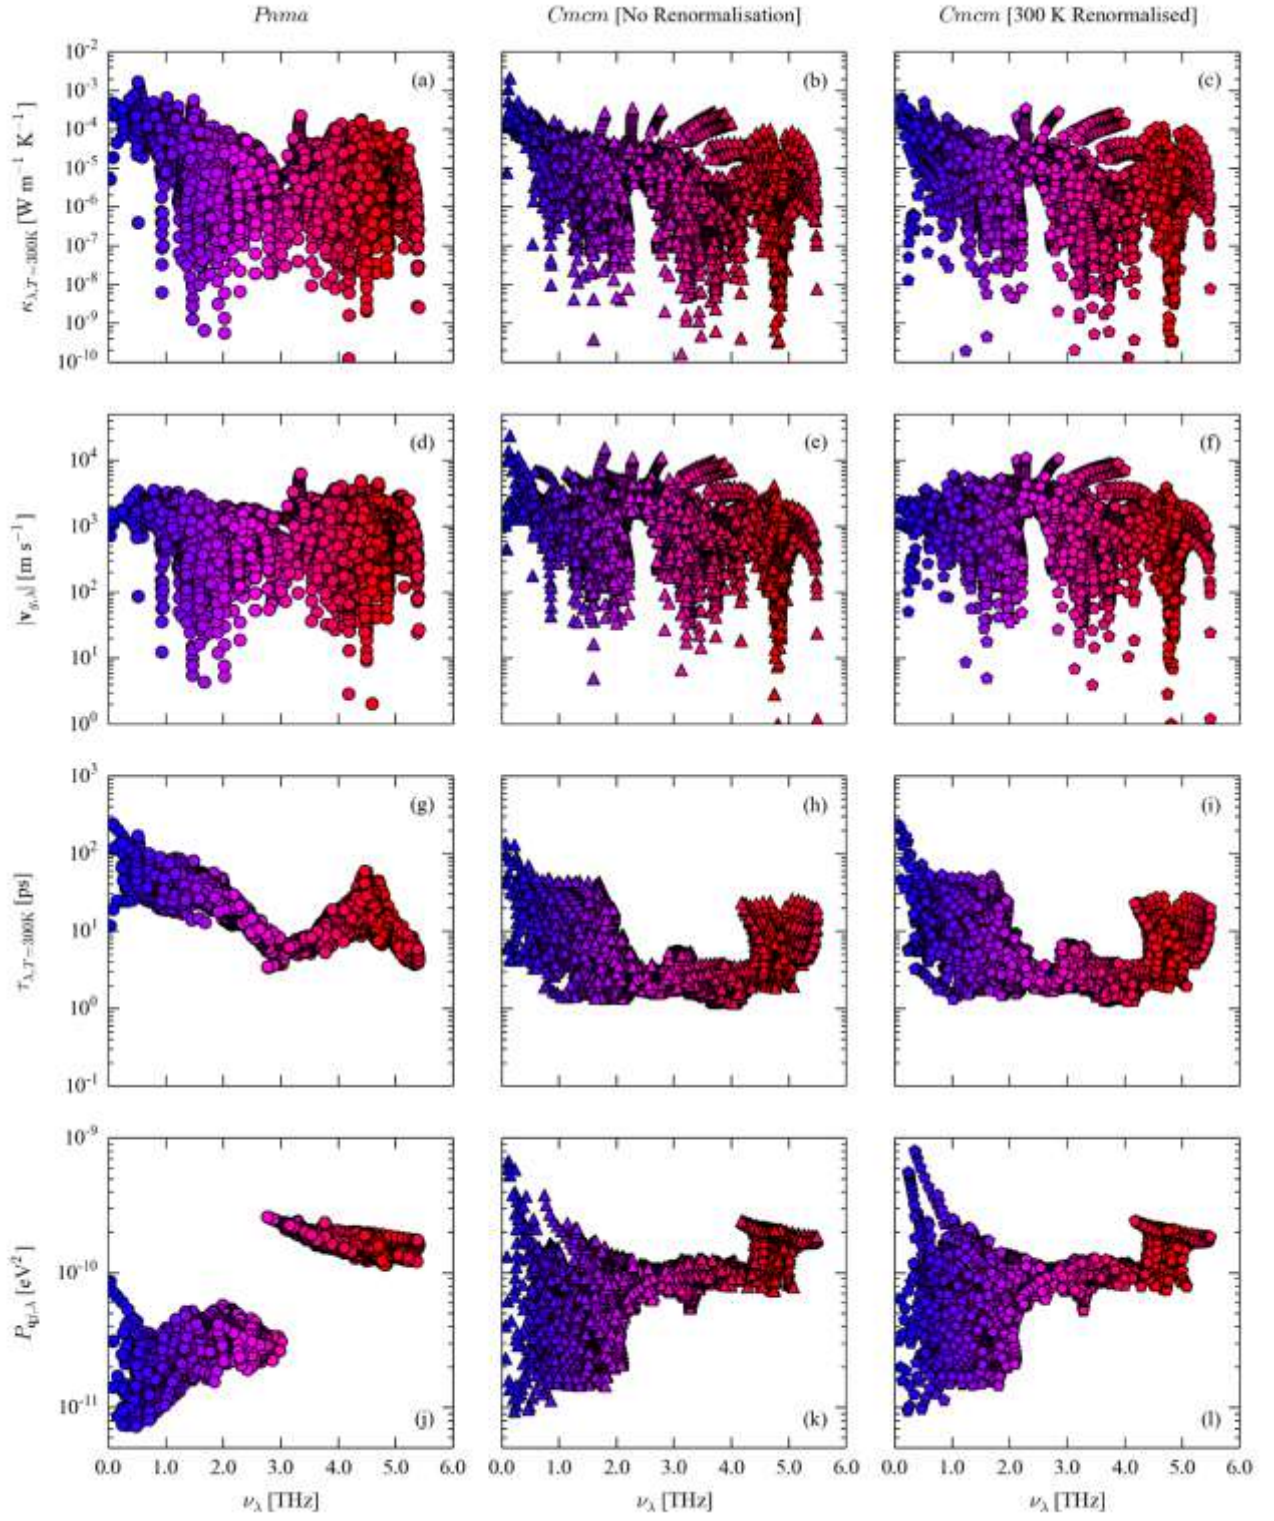 Pnma Cmcm [No Renormalisation] Cmcm [300 K Renormalised]
κλ,T=300K [W m⁻¹ K⁻¹]
10⁻²
10⁻³
10⁻⁴
10⁻⁵
10⁻⁶
10⁻⁷
10⁻⁸
10⁻⁹
10⁻¹⁰
(a) (b) (c)
|v_g,λ| [m s⁻¹]
10⁴
10³
10²
10¹
10⁰
(d) (e) (f)
τλ,T=300K [ps]
10³
10²
10¹
10⁰
10⁻¹
(g) (h) (i)
P_qj,λ [eV²]
10⁻⁹
10⁻¹⁰
10⁻¹¹
(j) (k) (l)
0.0 1.0 2.0 3.0 4.0 5.0 6.0 0.0 1.0 2.0 3.0 4.0 5.0 6.0 0.0 1.0 2.0 3.0 4.0 5.0 6.0
νλ [THz] νλ [THz] νλ [THz]